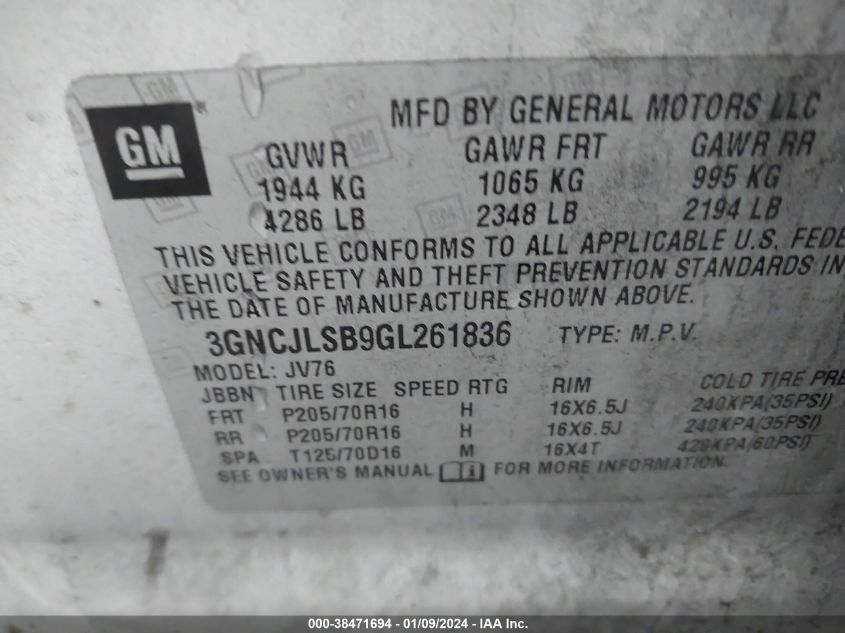 GM
MFD BY GENERAL MOTORS LLC
GVWR GAWR FRT GAWR RR
1944 KG 1065 KG 995 KG
4286 LB 2348 LB 2194 LB
THIS VEHICLE CONFORMS TO ALL APPLICABLE U.S. FEDE
VEHICLE SAFETY AND THEFT PREVENTION STANDARDS IN
THE DATE OF MANUFACTURE SHOWN ABOVE.
3GNCJLSB9GL261836 TYPE: M.P.V.
MODEL: JV76
JBBN TIRE SIZE SPEED RTG RIM COLD TIRE PRE
FRT P205/70R16 H 16X6.5J 240KPA(35PSI)
RR P205/70R16 H 16X6.5J 240KPA(35PSI)
SPA T125/70D16 M 16X4T 420KPA(60PSI)
SEE OWNER'S MANUAL FOR MORE INFORMATION.
000-38471694 - 01/09/2024 - IAA Inc.